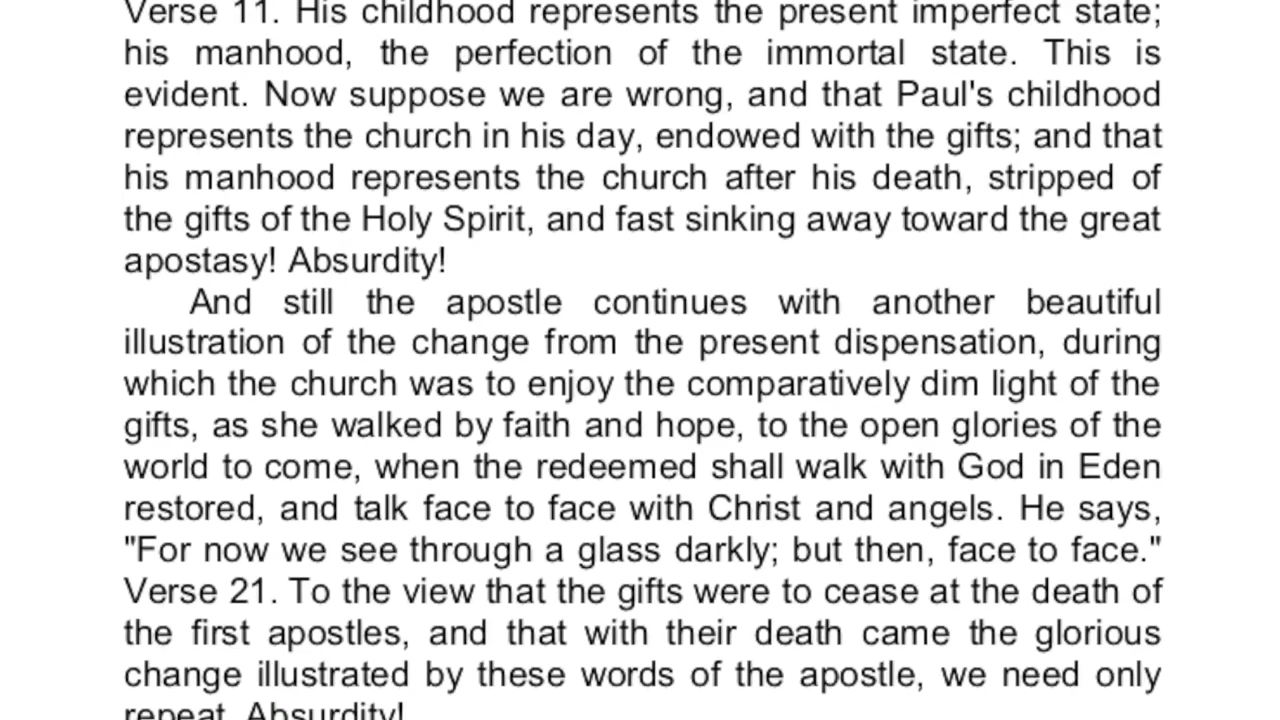 Verse 11. His childhood represents the present imperfect state;
his manhood, the perfection of the immortal state. This is
evident. Now suppose we are wrong, and that Paul's childhood
represents the church in his day, endowed with the gifts; and that
his manhood represents the church after his death, stripped of
the gifts of the Holy Spirit, and fast sinking away toward the great
apostasy! Absurdity!
And still the apostle continues with another beautiful
illustration of the change from the present dispensation, during
which the church was to enjoy the comparatively dim light of the
gifts, as she walked by faith and hope, to the open glories of the
world to come, when the redeemed shall walk with God in Eden
restored, and talk face to face with Christ and angels. He says,
"For now we see through a glass darkly; but then, face to face."
Verse 21. To the view that the gifts were to cease at the death of
the first apostles, and that with their death came the glorious
change illustrated by these words of the apostle, we need only
repeat, Absurdity!